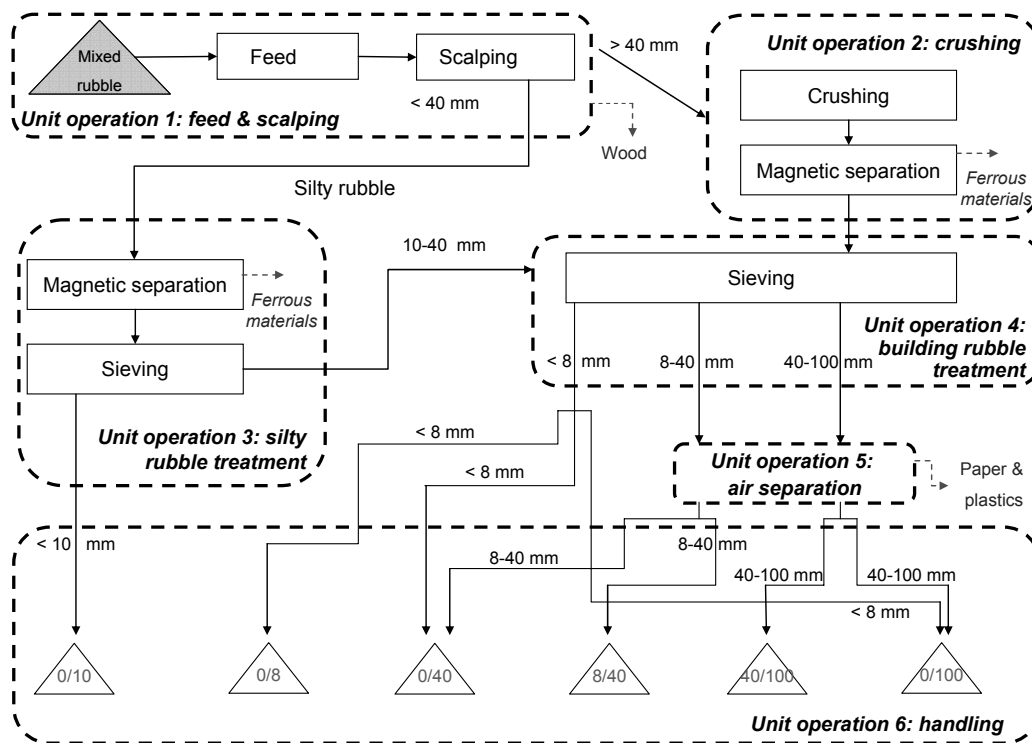 Mixed
rubble
Feed
Scalping
< 40 mm
Unit operation 1: feed & scalping
> 40 mm
Wood
Unit operation 2: crushing
Crushing
Magnetic separation
Ferrous
materials
Silty rubble
Magnetic separation
Ferrous
materials
Sieving
Unit operation 3: silty
rubble treatment
10-40 mm
Sieving
Unit operation 4:
building rubble
treatment
< 8 mm
8-40 mm
40-100 mm
< 8 mm
< 8 mm
Unit operation 5:
air separation
Paper &
plastics
< 10 mm
8-40 mm
8-40 mm
40-100 mm
40-100 mm
< 8 mm
0/10
0/8
0/40
8/40
40/100
0/100
Unit operation 6: handling